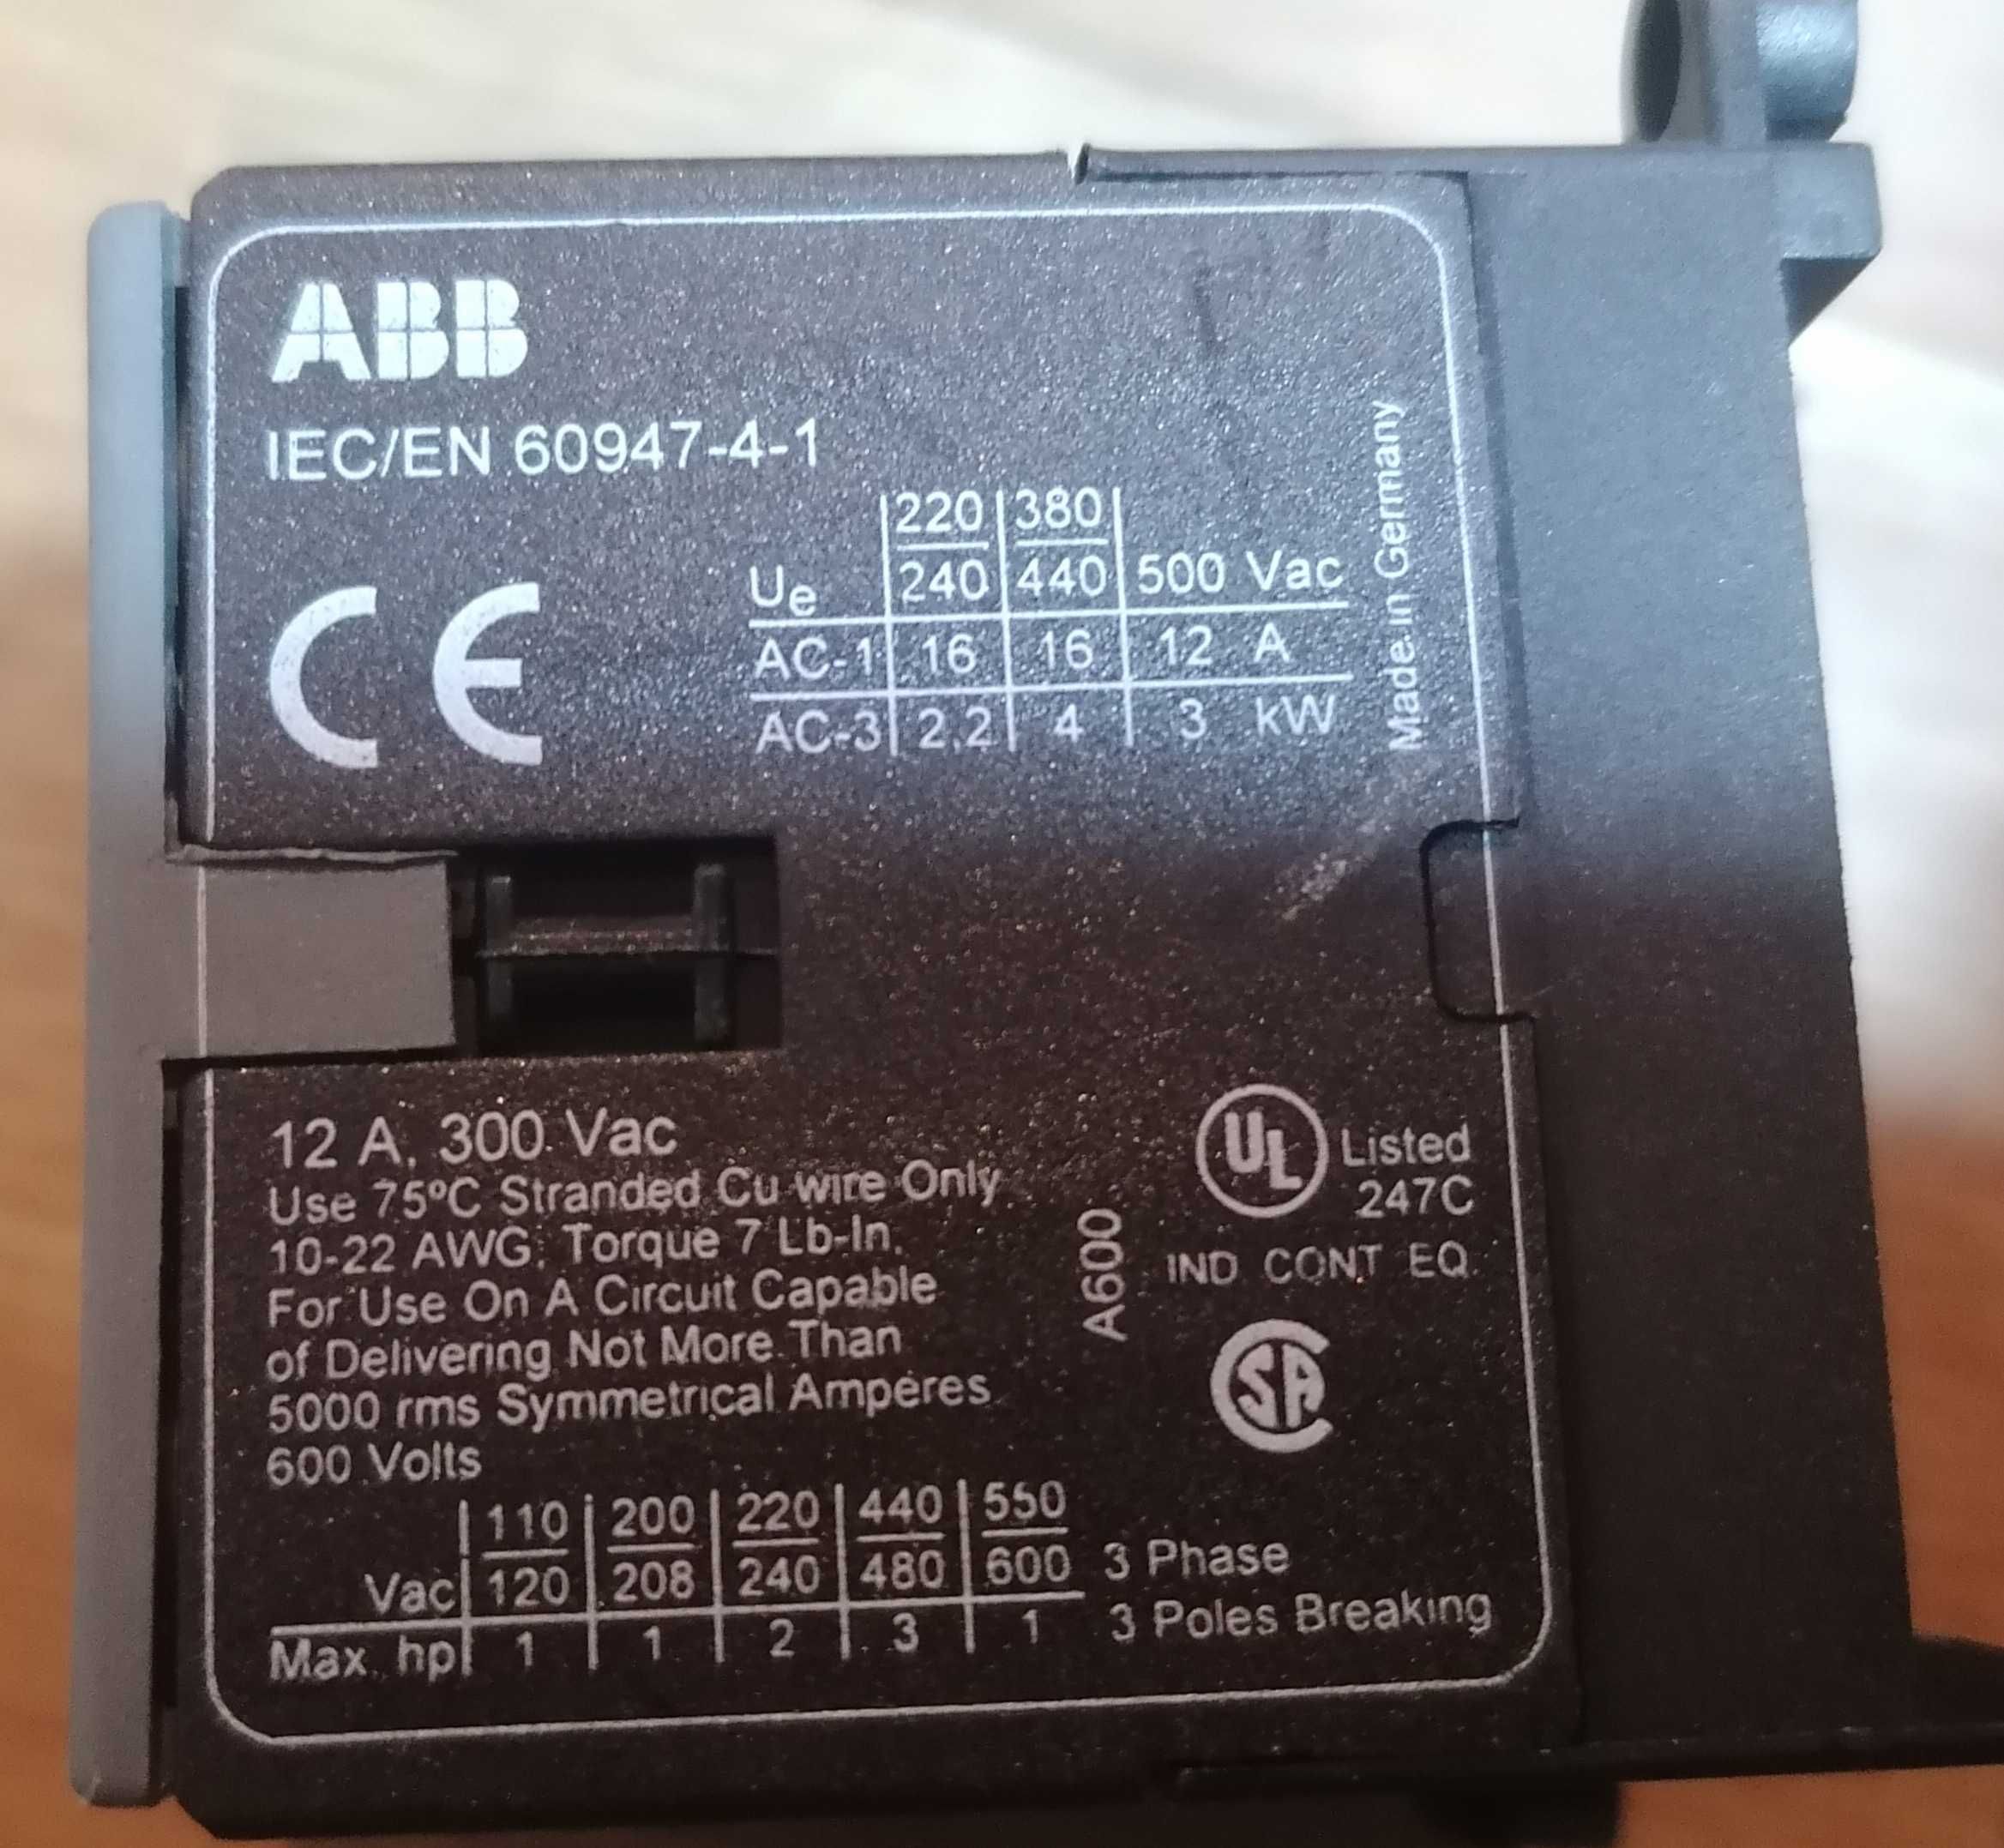 ABB
IEC/EN 60947-4-1
220 380
Ue 240 440 500 Vac
AC-1 16 16 12 A
AC-3 2,2 4 3 kW
Made in Germany
CE
12 A, 300 Vac
Use 75ºC Stranded Cu wire Only
10-22 AWG, Torque 7 Lb-In.
For Use On A Circuit Capable
of Delivering Not More Than
5000 rms Symmetrical Amperes
600 Volts
A600
UL Listed
247C
IND CONT EQ.
SA
110 200 220 440 550
Vac 120 208 240 480 600 3 Phase
Max. hp 1 1 2 3 1 3 Poles Breaking